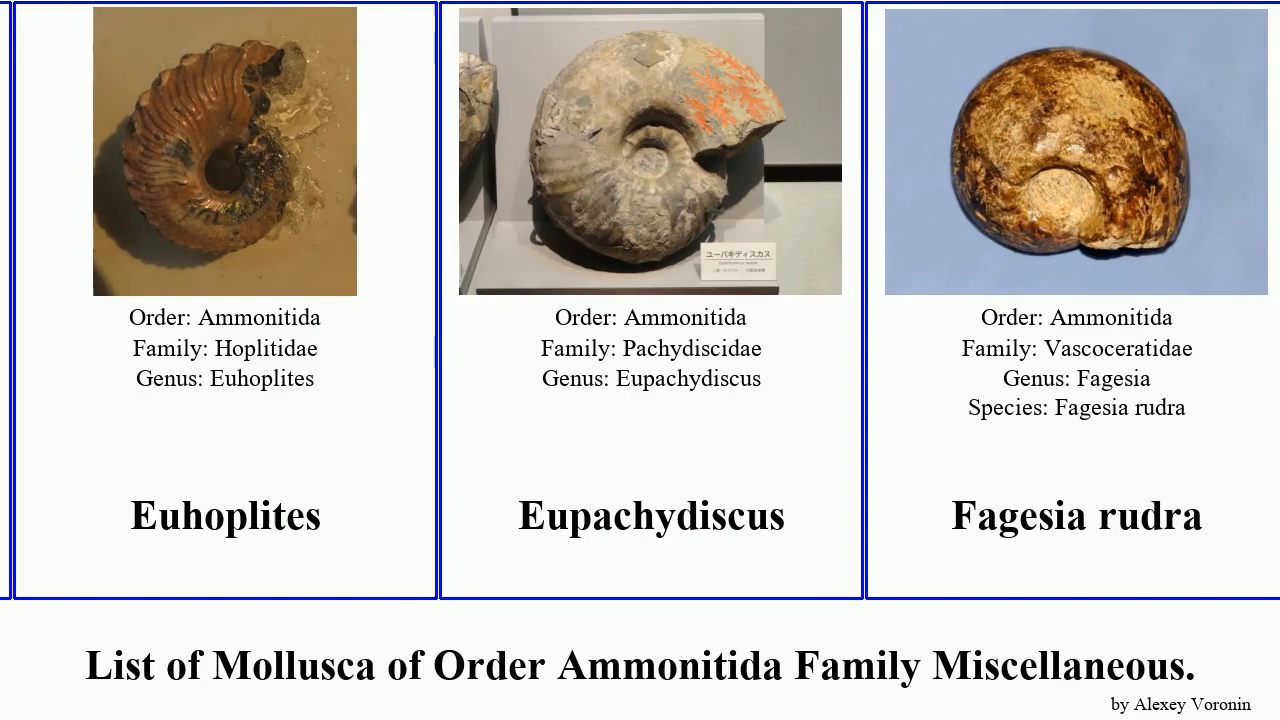 ユーパキディスカス
Order: Ammonitida
Family: Hoplitidae
Genus: Euhoplites
Euhoplites
Order: Ammonitida
Family: Pachydiscidae
Genus: Eupachydiscus
Eupachydiscus
Order: Ammonitida
Family: Vascoceratidae
Genus: Fagesia
Species: Fagesia rudra
Fagesia rudra
List of Mollusca of Order Ammonitida Family Miscellaneous.
by Alexey Voronin